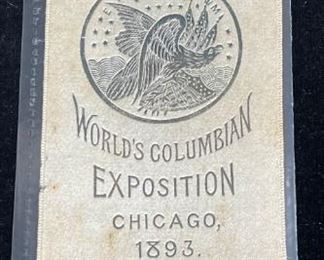 WORLD'S COLUMBIAN
EXPOSITION
CHICAGO,
1893.